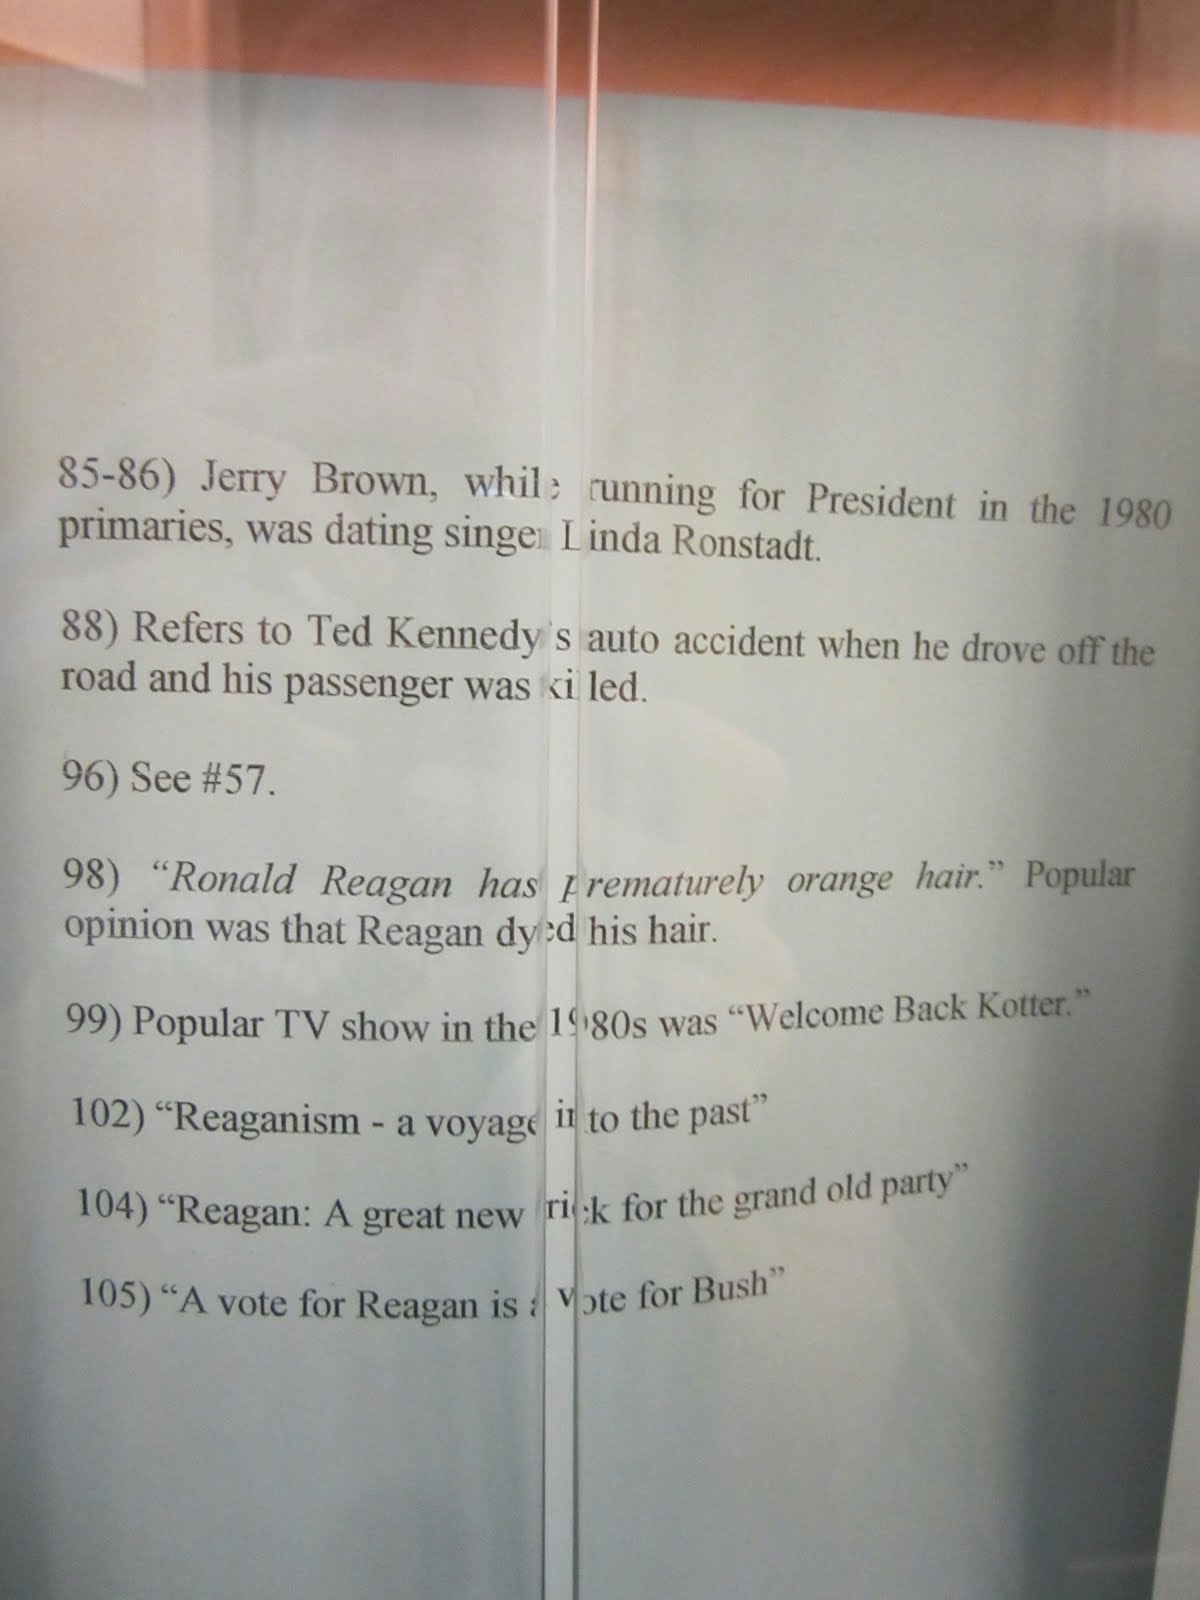 85-86) Jerry Brown, while running for President in the 1980
primaries, was dating singer Linda Ronstadt.
88) Refers to Ted Kennedy's auto accident when he drove off the
road and his passenger was killed.
96) See #57.
98) “Ronald Reagan has prematurely orange hair.” Popular
opinion was that Reagan dyed his hair.
99) Popular TV show in the 1980s was “Welcome Back Kotter.”
102) “Reaganism - a voyage into the past”
104) “Reagan: A great new trick for the grand old party”
105) “A vote for Reagan is a vote for Bush”